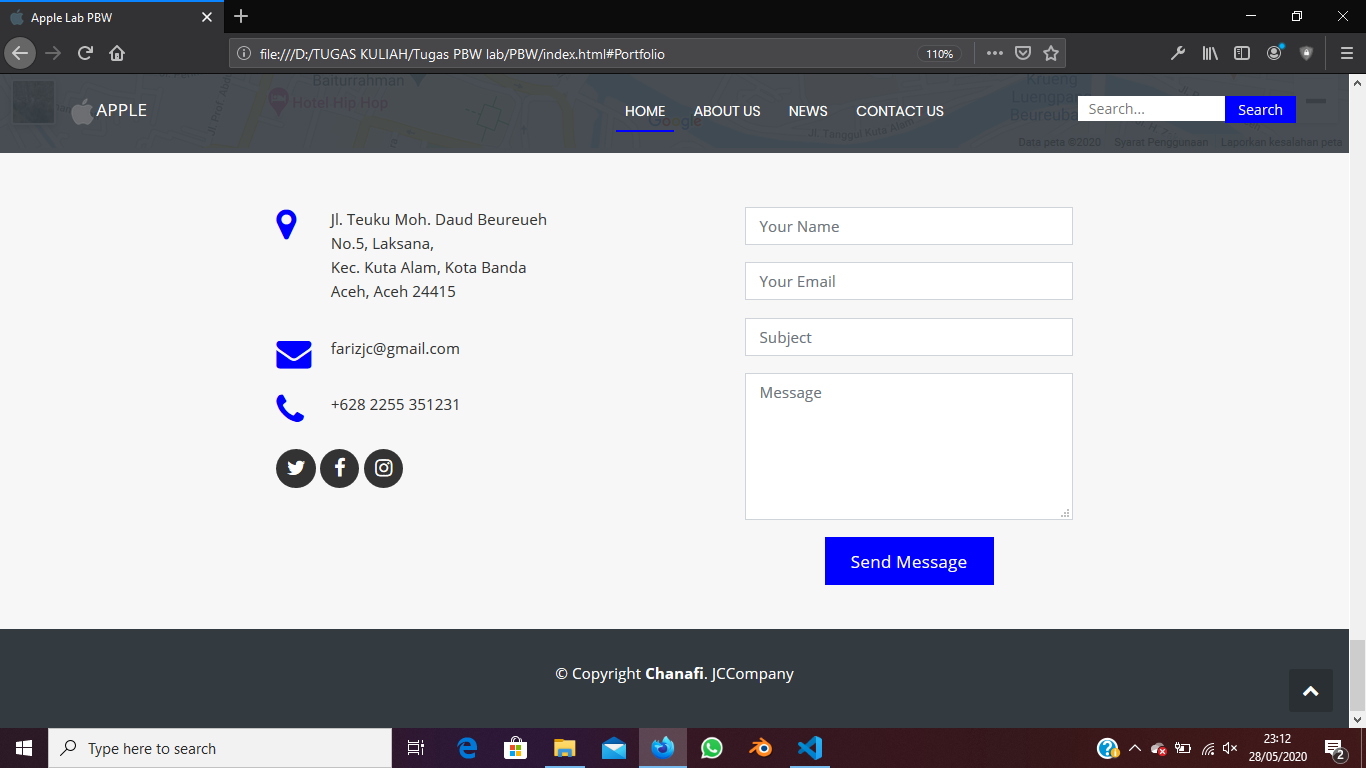 Apple Lab PBW
file:///D:/TUGAS KULIAH/Tugas PBW lab/PBW/index.html#Portfolio
110%
Baiturrahman
Hotel Hip Hop
APPLE
HOME
ABOUT US
NEWS
CONTACT US
Search...
Search
Krueng
Luengpan
Beureuba
Google
Jl. Tanggul Kuta Alam
Data peta ©2020
Syarat Penggunaan
Laporkan kesalahan peta
Jl. Teuku Moh. Daud Beureueh
No.5, Laksana,
Kec. Kuta Alam, Kota Banda
Aceh, Aceh 24415
farizjc@gmail.com
+628 2255 351231
Your Name
Your Email
Subject
Message
Send Message
© Copyright Chanafi. JCCompany
Type here to search
23:12
28/05/2020
2